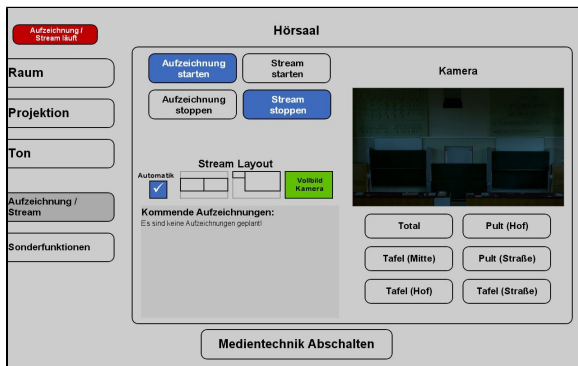 Aufzeichnung /
Stream läuft
Hörsaal
Raum
Projektion
Ton
Aufzeichnung /
Stream
Sonderfunktionen
Aufzeichnung
starten
Stream
starten
Aufzeichnung
stoppen
Stream
stoppen
Stream Layout
Automatik
Vollbild
Kamera
Kommende Aufzeichnungen:
Es sind keine Aufzeichnungen geplant!
Kamera
Total
Pult (Hof)
Tafel (Mitte)
Pult (Straße)
Tafel (Hof)
Tafel (Straße)
Medientechnik Abschalten